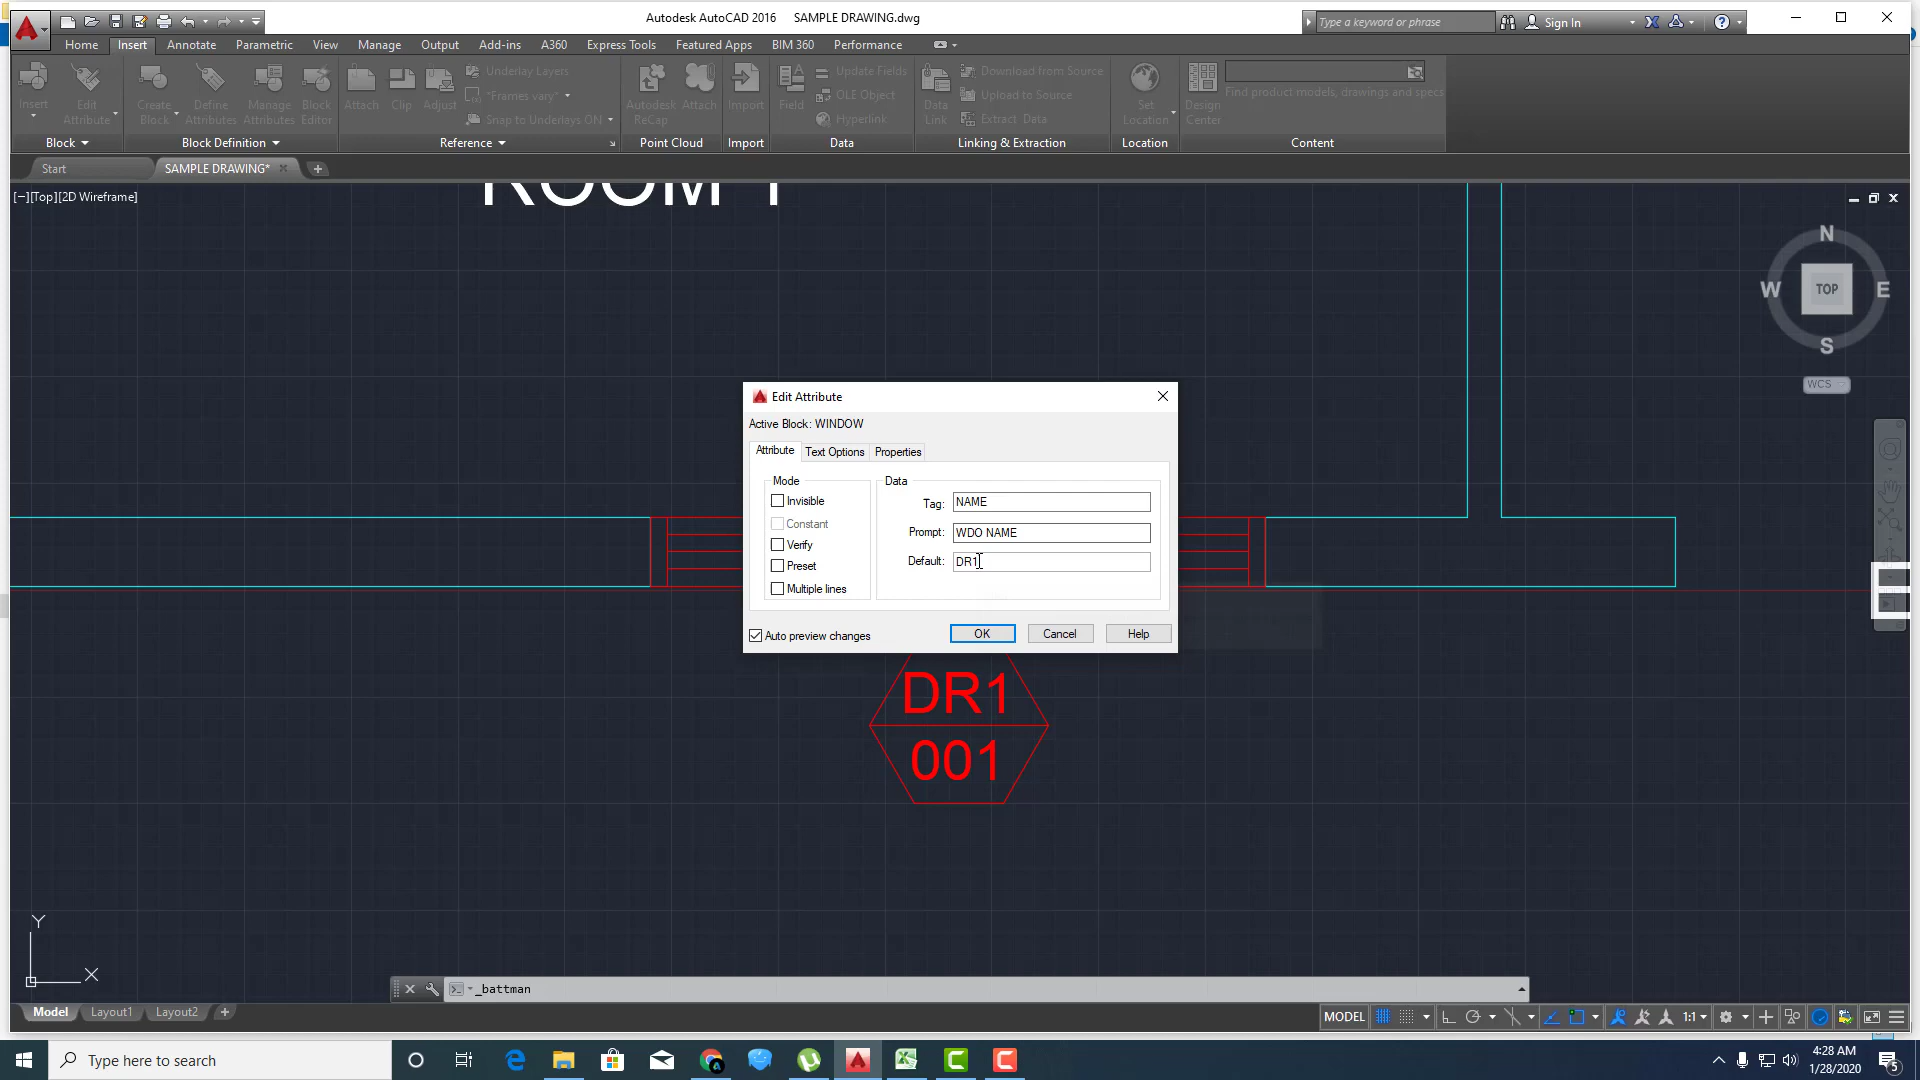 Autodesk AutoCAD 2016 SAMPLE DRAWING.dwg
Type a keyword or phrase
Sign In
Home Insert Annotate Parametric View Manage Output Add-ins A360 Express Tools Featured Apps BIM 360 Performance
Insert
Edit Attribute
Create Block
Define Attributes
Manage Attributes
Block Editor
Attach
Clip
Adjust
Underlay Layers
*Frames vary*
Snap to Underlays ON
Autodesk ReCap
Attach
Import
Field
Update Fields
OLE Object
Hyperlink
Data Link
Download from Source
Upload to Source
Extract Data
Set Location
Design Center
Find product models, drawings and specs
Block Block Definition Reference Point Cloud Import Data Linking & Extraction Location Content
Start SAMPLE DRAWING*
[−][Top][2D Wireframe]
ROOM 1
N
W TOP E
S
WCS
Edit Attribute
Active Block: WINDOW
Attribute Text Options Properties
Mode
Invisible
Constant
Verify
Preset
Multiple lines
Data
Tag: NAME
Prompt: WDO NAME
Default: DR1
Auto preview changes
OK Cancel Help
DR1
001
Y
X
_battman
Model Layout1 Layout2
MODEL 1:1
Type here to search
4:28 AM
1/28/2020
5